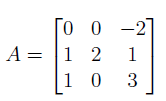 A = [0 0 -2
1 2 1
1 0 3]